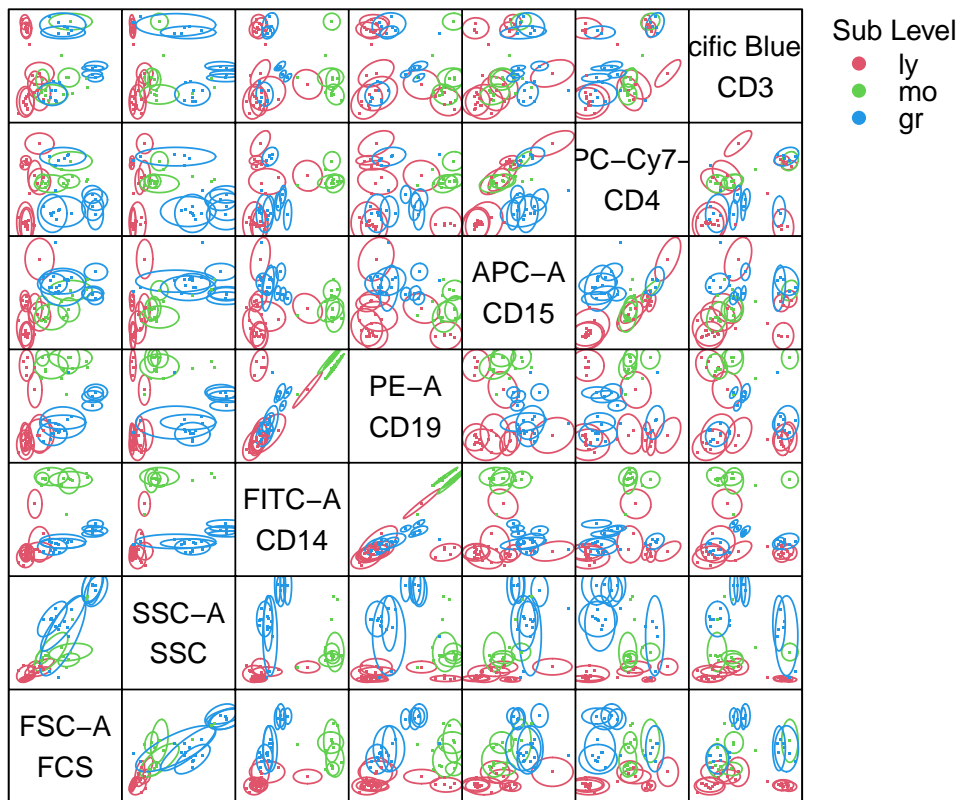 Sub Level
ly
mo
gr
cific Blue
CD3
PC−Cy7−
CD4
APC−A
CD15
PE−A
CD19
FITC−A
CD14
SSC−A
SSC
FSC−A
FCS